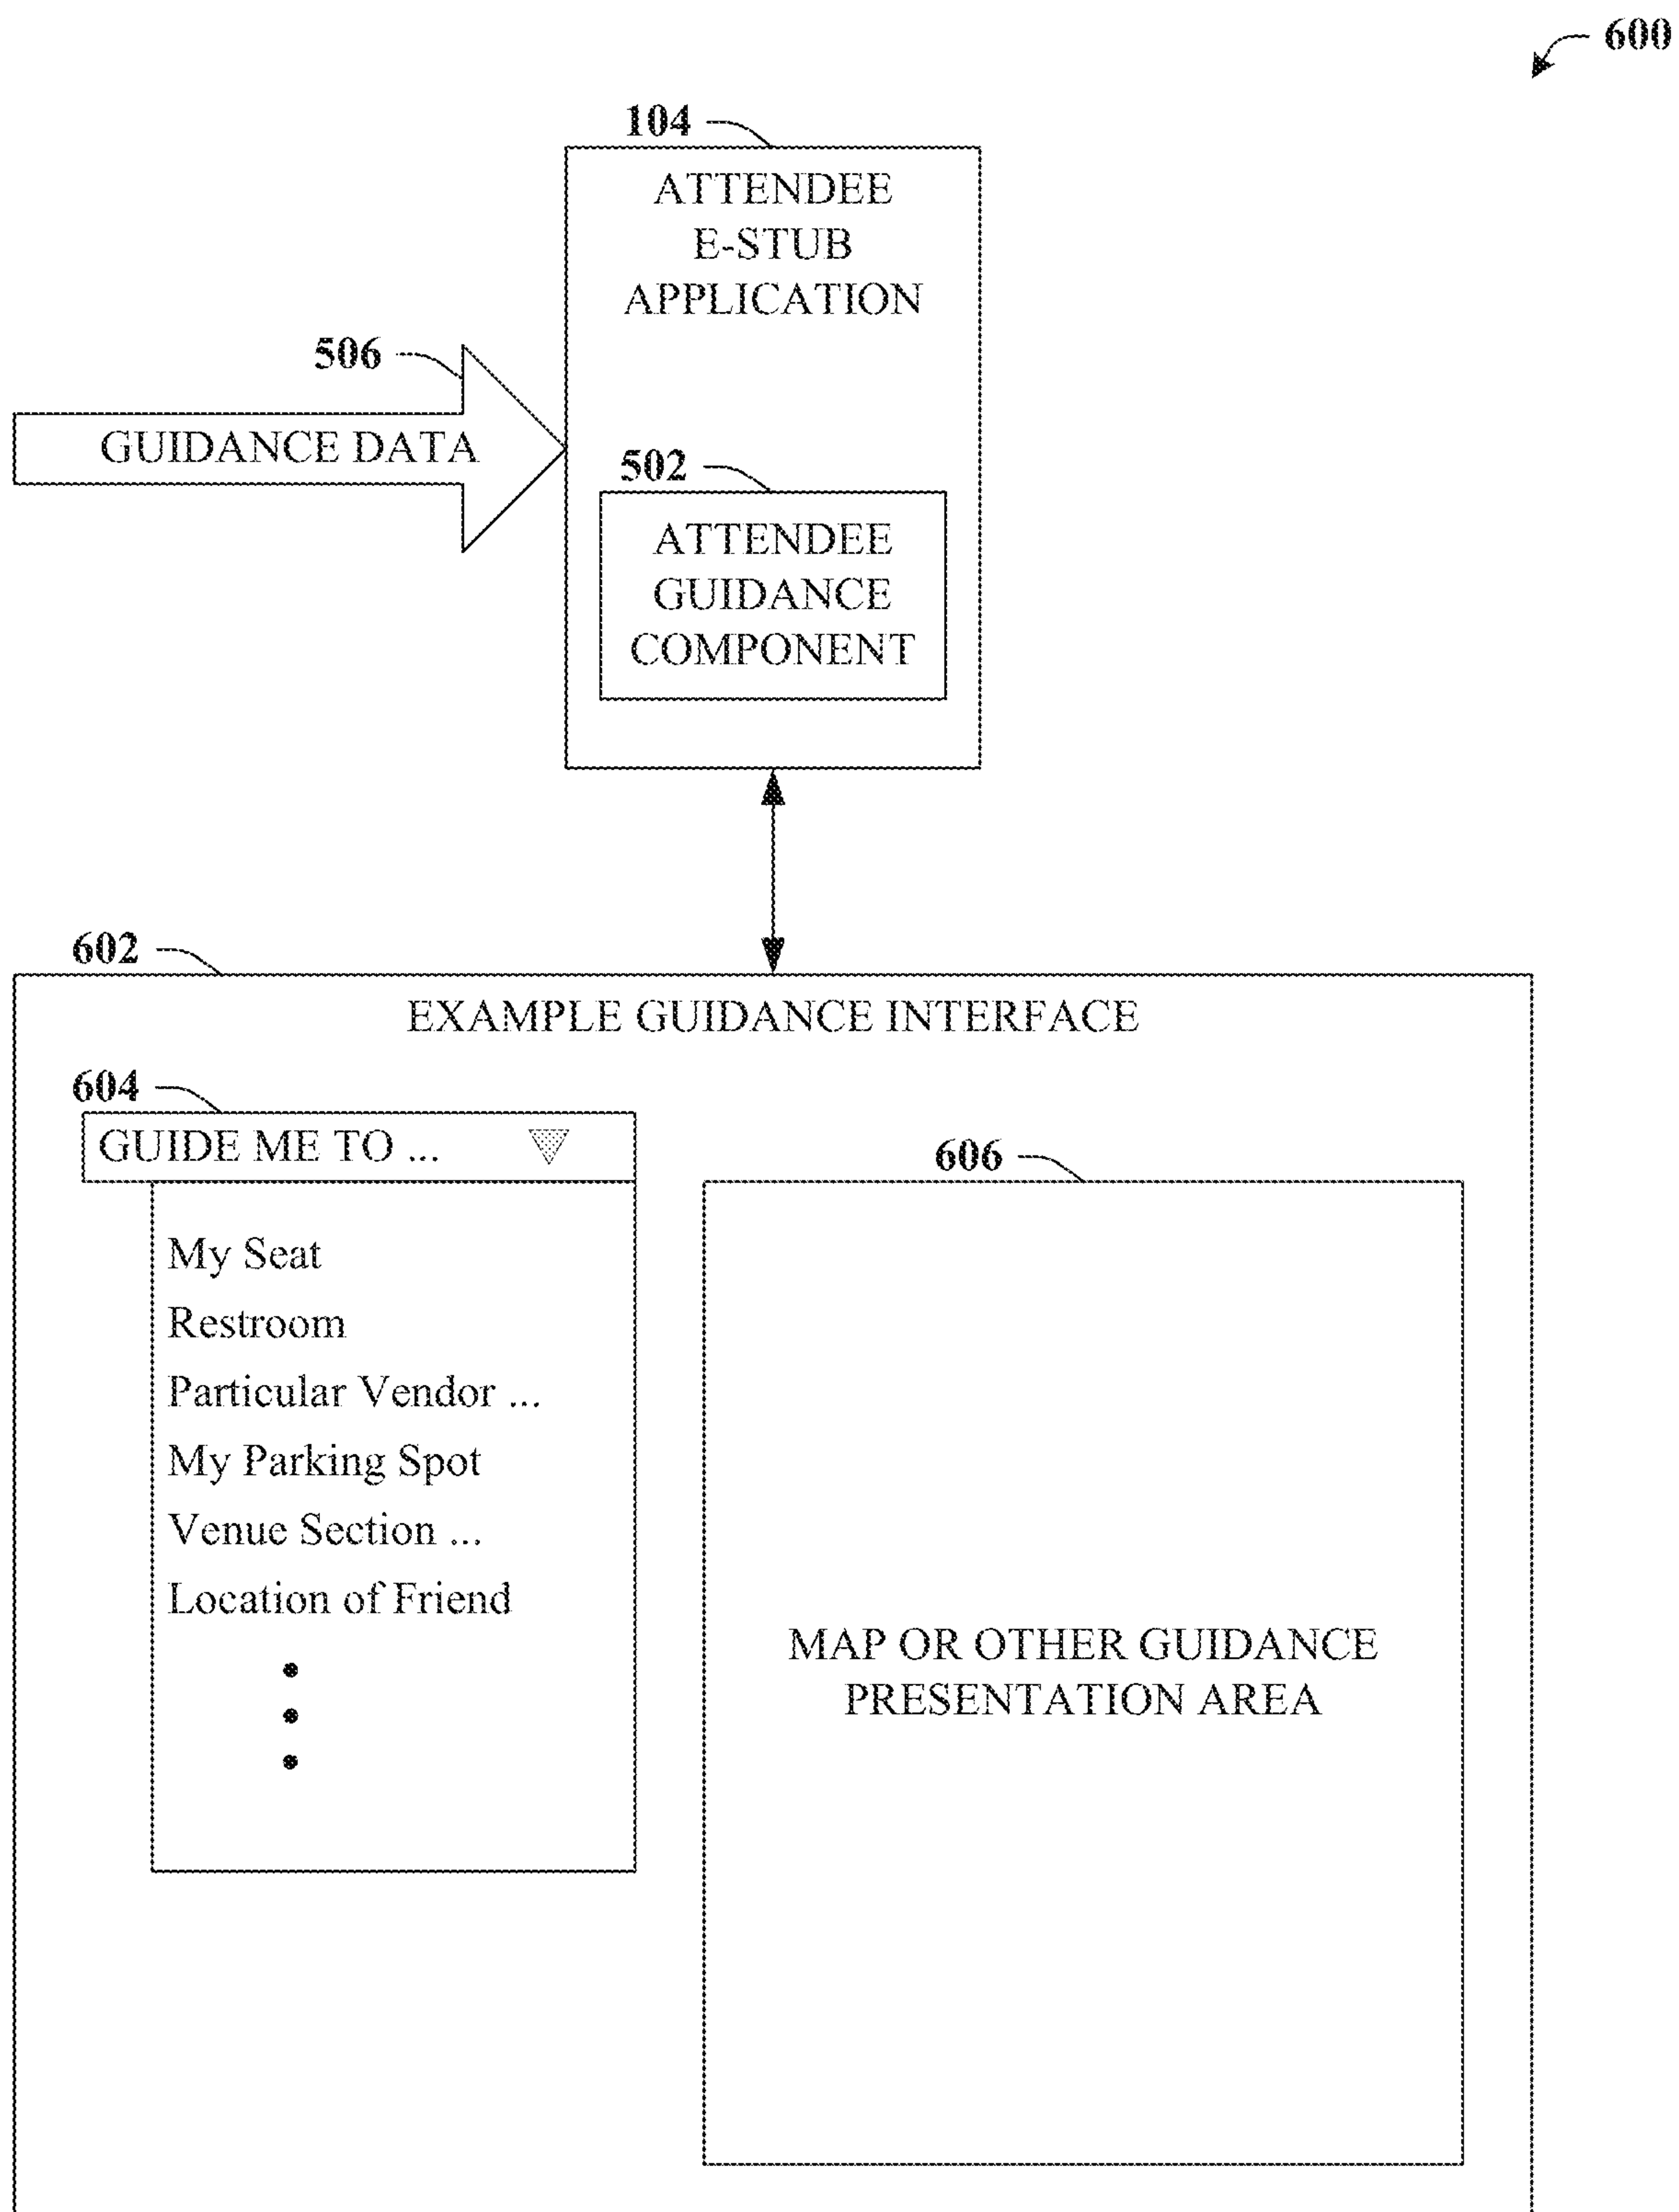 600
104
ATTENDEE
E-STUB
APPLICATION
506
GUIDANCE DATA
502
ATTENDEE
GUIDANCE
COMPONENT
602
EXAMPLE GUIDANCE INTERFACE
604
GUIDE ME TO ...
606
My Seat
Restroom
Particular Vendor ...
My Parking Spot
Venue Section ...
Location of Friend
MAP OR OTHER GUIDANCE
PRESENTATION AREA